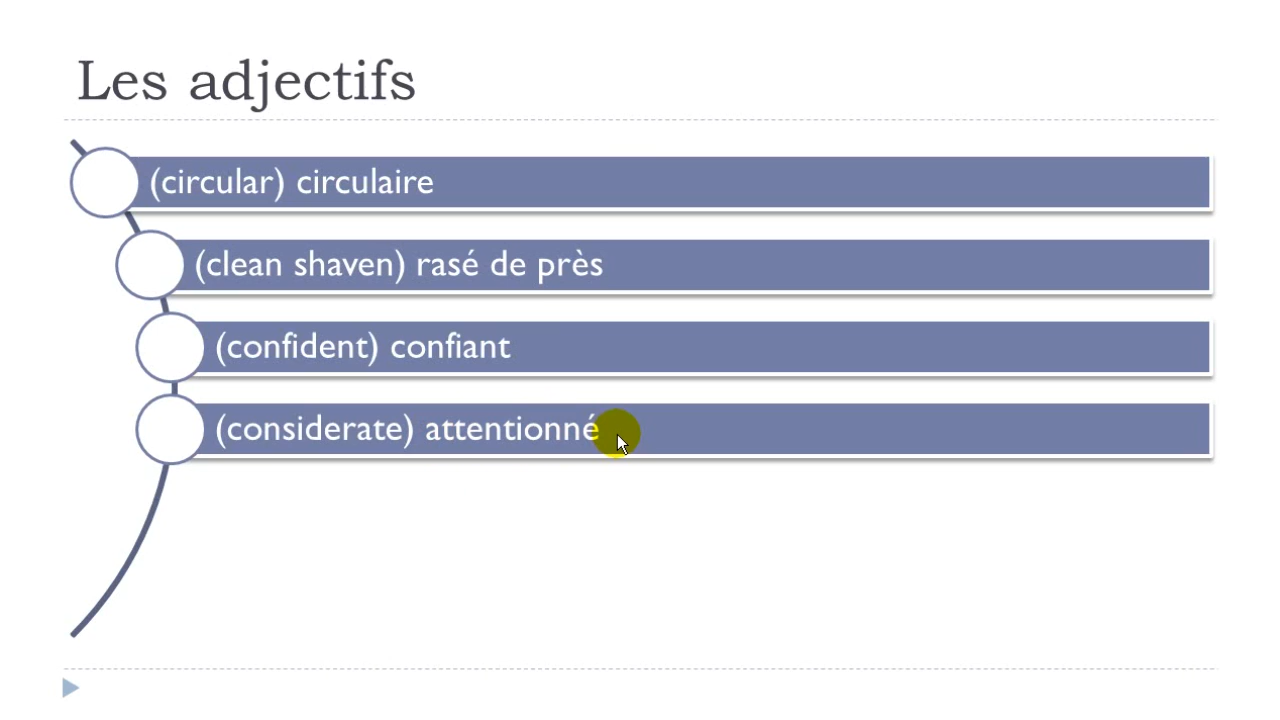 Les adjectifs
(circular) circulaire
(clean shaven) rasé de près
(confident) confiant
(considerate) attentionné